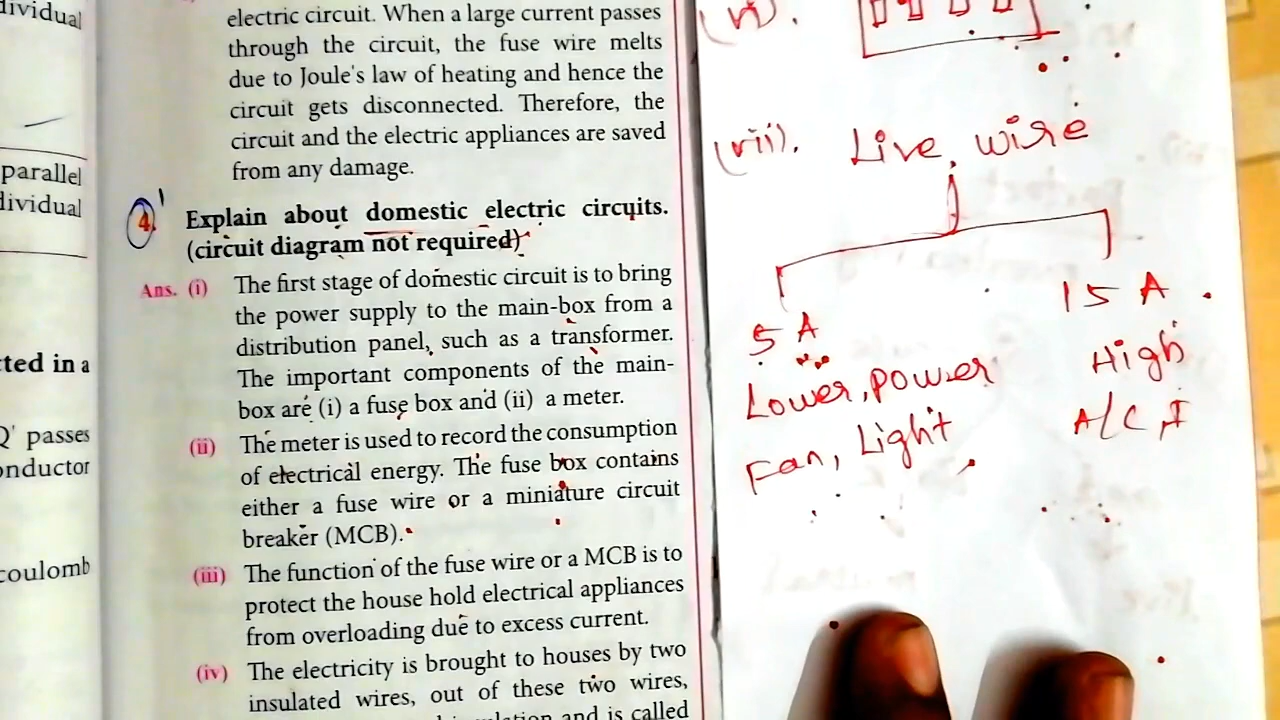 ividual
parallel
dividual
ted in a
Q' passes
onductor
coulomb
electric circuit. When a large current passes
through the circuit, the fuse wire melts
due to Joule's law of heating and hence the
circuit gets disconnected. Therefore, the
circuit and the electric appliances are saved
from any damage.
4. Explain about domestic electric circuits.
(circuit diagram not required)
Ans. (i) The first stage of domestic circuit is to bring
the power supply to the main-box from a
distribution panel, such as a transformer.
The important components of the main-
box are (i) a fuse box and (ii) a meter.
(ii) The meter is used to record the consumption
of electrical energy. The fuse box contains
either a fuse wire or a miniature circuit
breaker (MCB).
(iii) The function of the fuse wire or a MCB is to
protect the house hold electrical appliances
from overloading due to excess current.
(iv) The electricity is brought to houses by two
insulated wires, out of these two wires,
and is called
(vi).
(vii). Live wire
5 A
Lower, power
Fan, Light
15 A
High
A/C, I